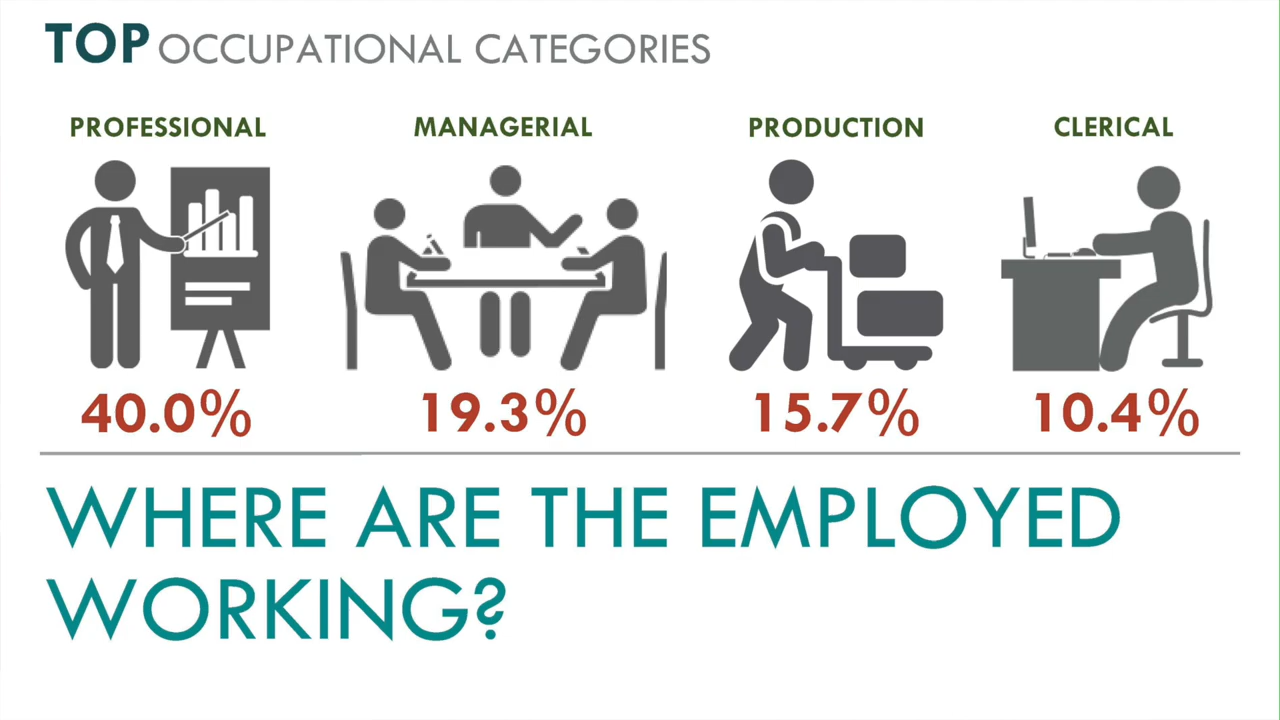 TOP OCCUPATIONAL CATEGORIES
PROFESSIONAL
MANAGERIAL
PRODUCTION
CLERICAL
40.0%
19.3%
15.7%
10.4%
WHERE ARE THE EMPLOYED
WORKING?